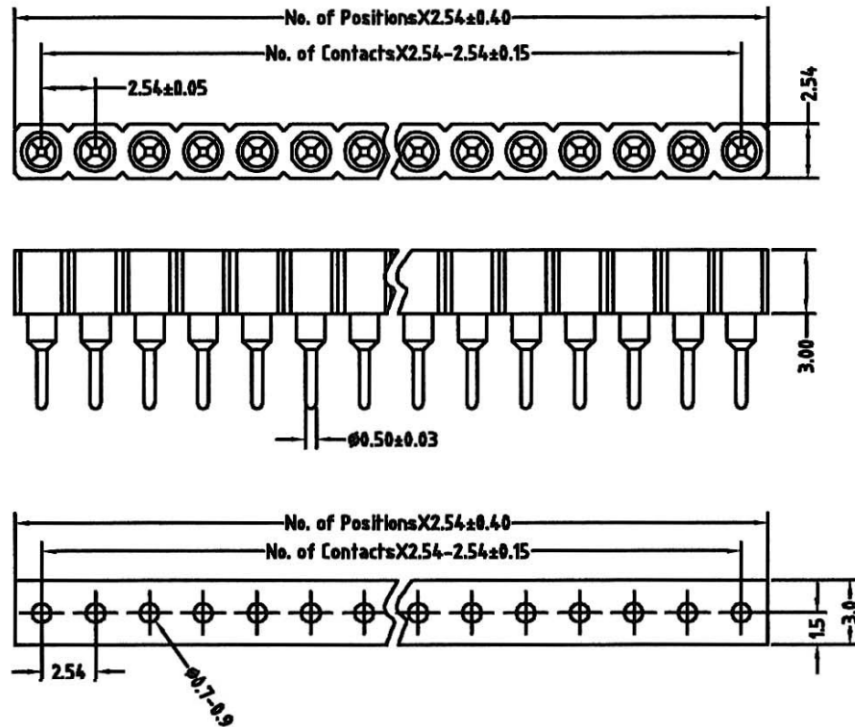 No. of PositionsX2.54±0.40
No. of ContactsX2.54-2.54±0.15
2.54±0.05
2.54
3.00
ø0.50±0.03
No. of PositionsX2.54±0.40
No. of ContactsX2.54-2.54±0.15
2.54
ø0.7-0.9
1.5
3.0